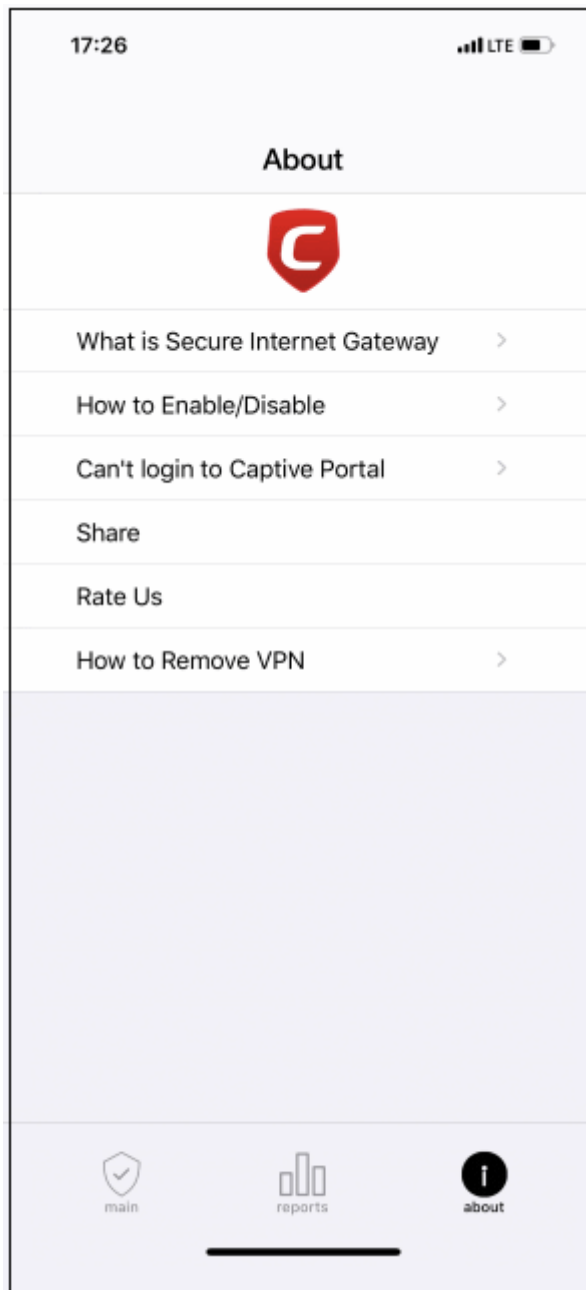 17:26 LTE
About
C
What is Secure Internet Gateway
How to Enable/Disable
Can't login to Captive Portal
Share
Rate Us
How to Remove VPN
main reports about